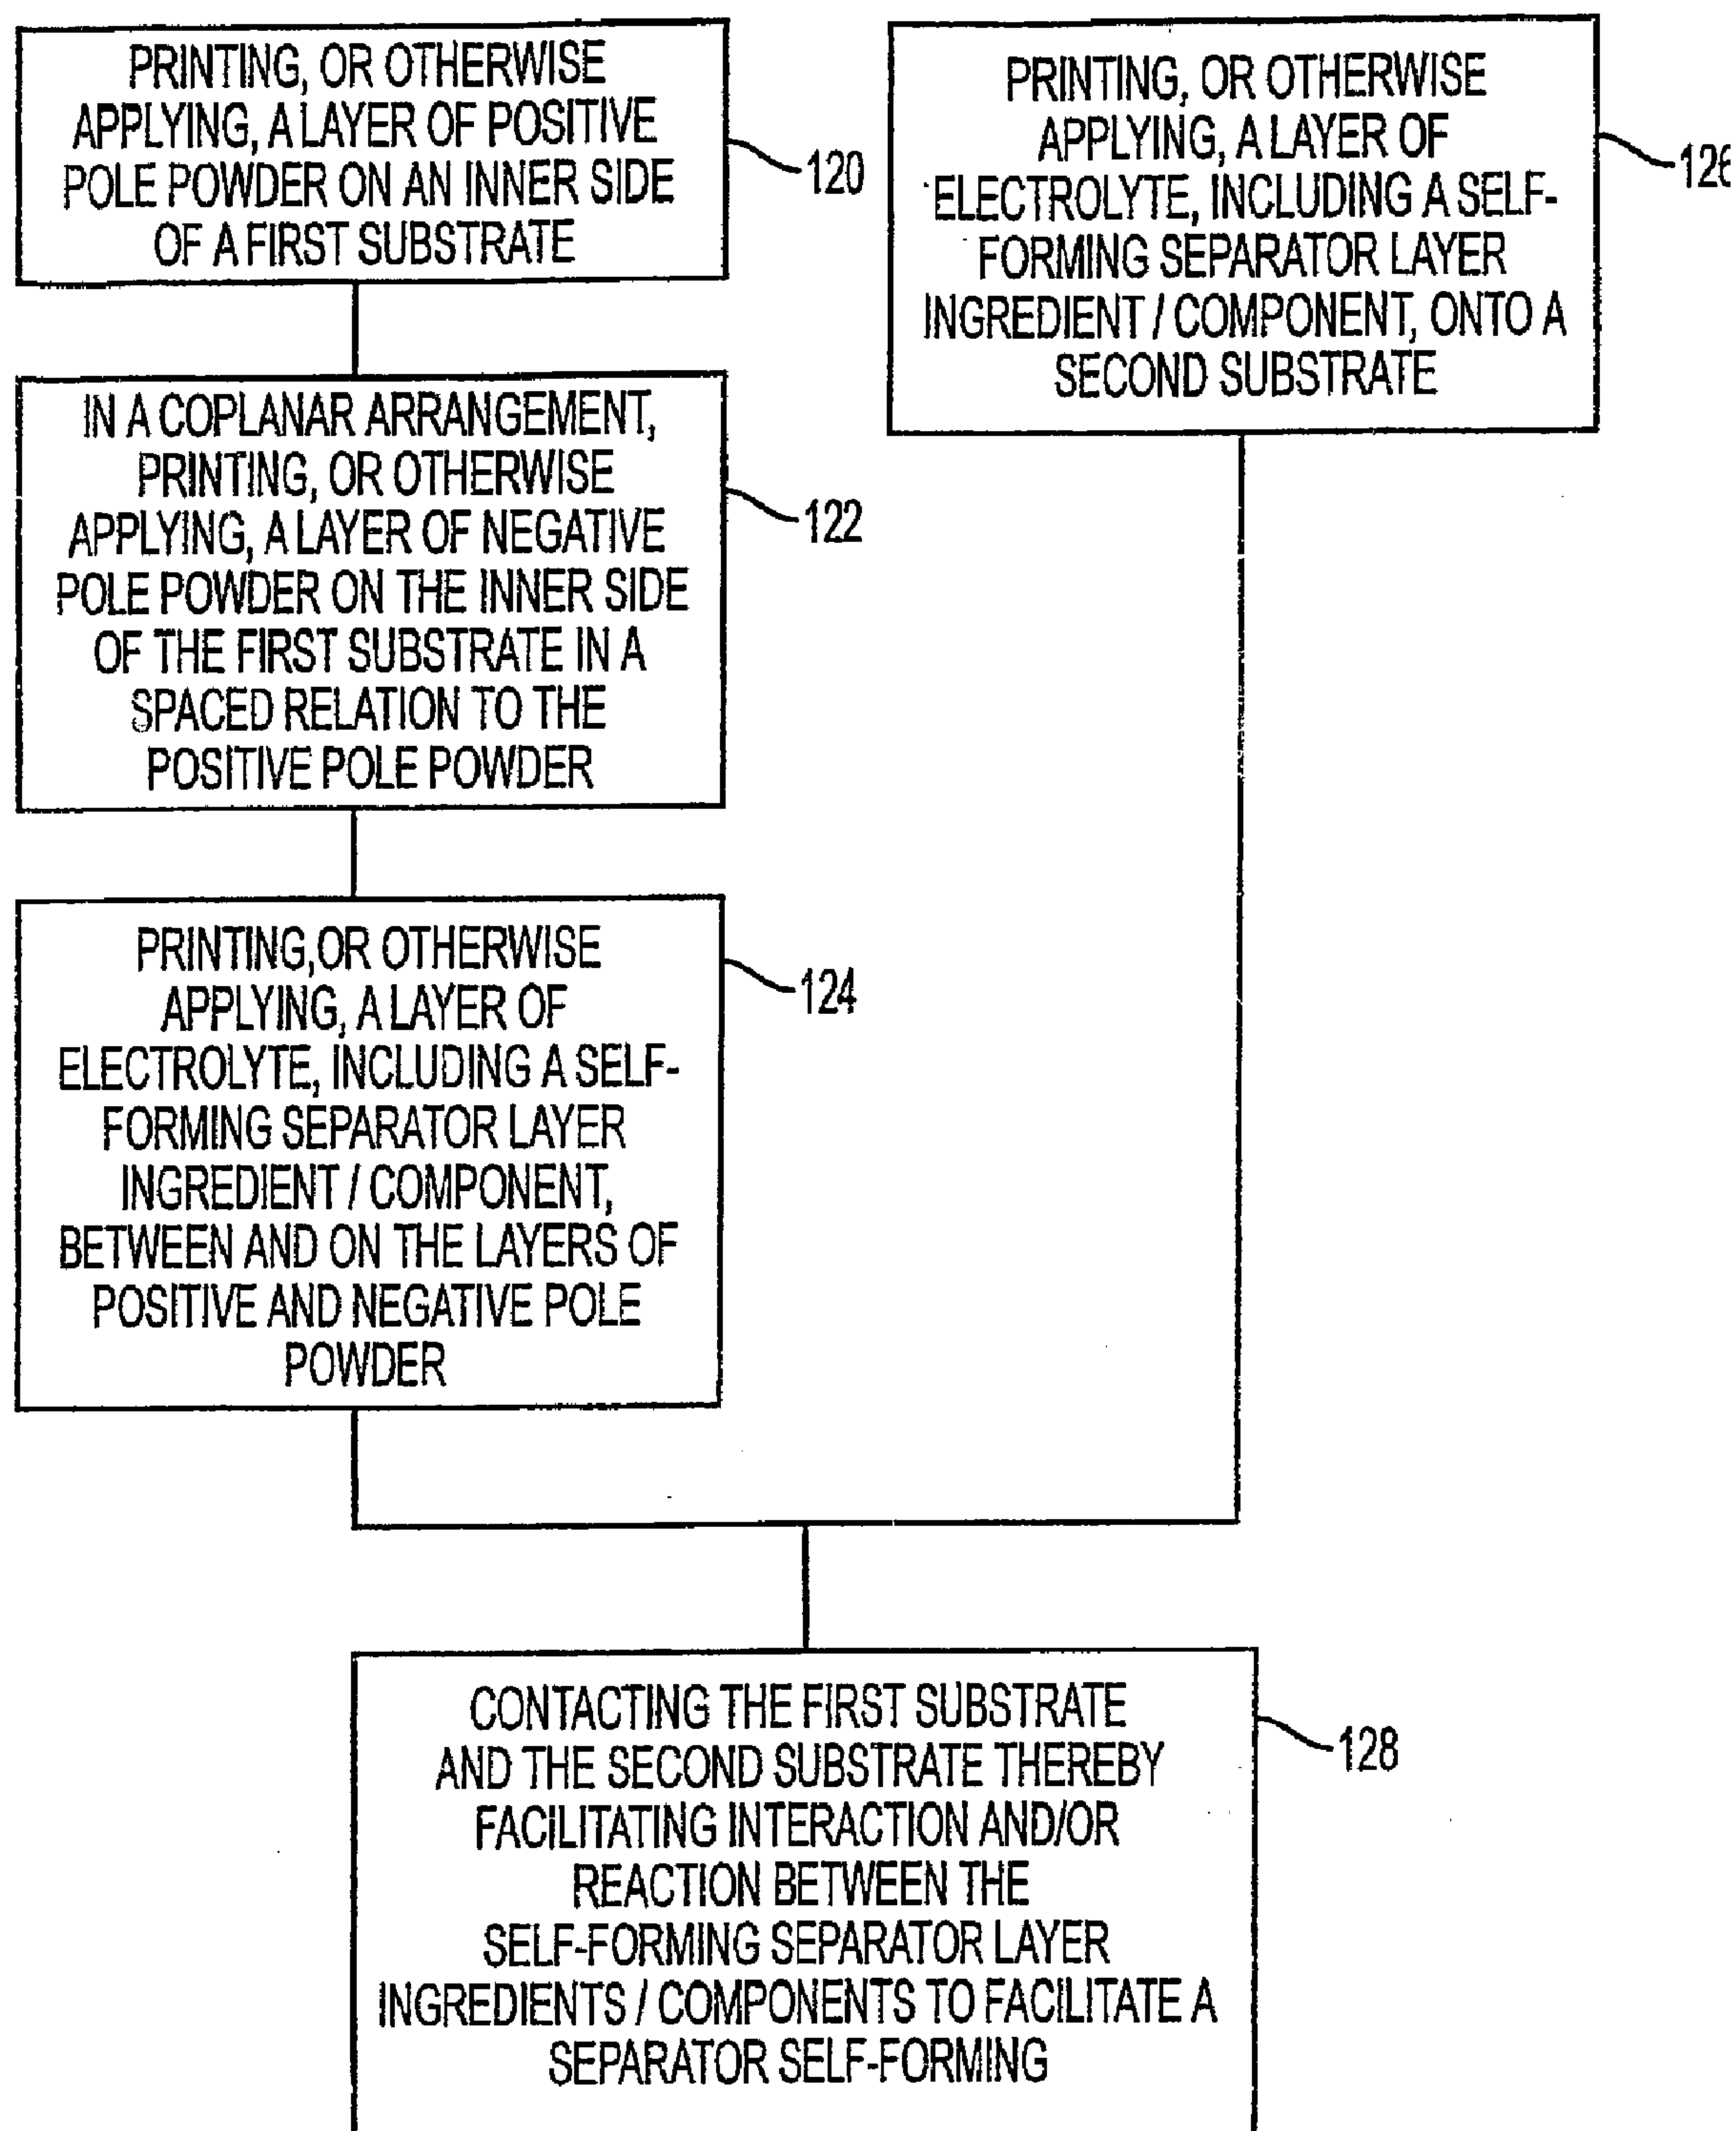 PRINTING, OR OTHERWISE
APPLYING, A LAYER OF POSITIVE
POLE POWDER ON AN INNER SIDE
OF A FIRST SUBSTRATE
120
IN A COPLANAR ARRANGEMENT,
PRINTING, OR OTHERWISE
APPLYING, A LAYER OF NEGATIVE
POLE POWDER ON THE INNER SIDE
OF THE FIRST SUBSTRATE IN A
SPACED RELATION TO THE
POSITIVE POLE POWDER
122
PRINTING,OR OTHERWISE
APPLYING, A LAYER OF
ELECTROLYTE, INCLUDING A SELF-
FORMING SEPARATOR LAYER
INGREDIENT / COMPONENT,
BETWEEN AND ON THE LAYERS OF
POSITIVE AND NEGATIVE POLE
POWDER
124
PRINTING, OR OTHERWISE
APPLYING, A LAYER OF
ELECTROLYTE, INCLUDING A SELF-
FORMING SEPARATOR LAYER
INGREDIENT / COMPONENT, ONTO A
SECOND SUBSTRATE
CONTACTING THE FIRST SUBSTRATE
AND THE SECOND SUBSTRATE THEREBY
FACILITATING INTERACTION AND/OR
REACTION BETWEEN THE
SELF-FORMING SEPARATOR LAYER
INGREDIENTS / COMPONENTS TO FACILITATE A
SEPARATOR SELF-FORMING
128